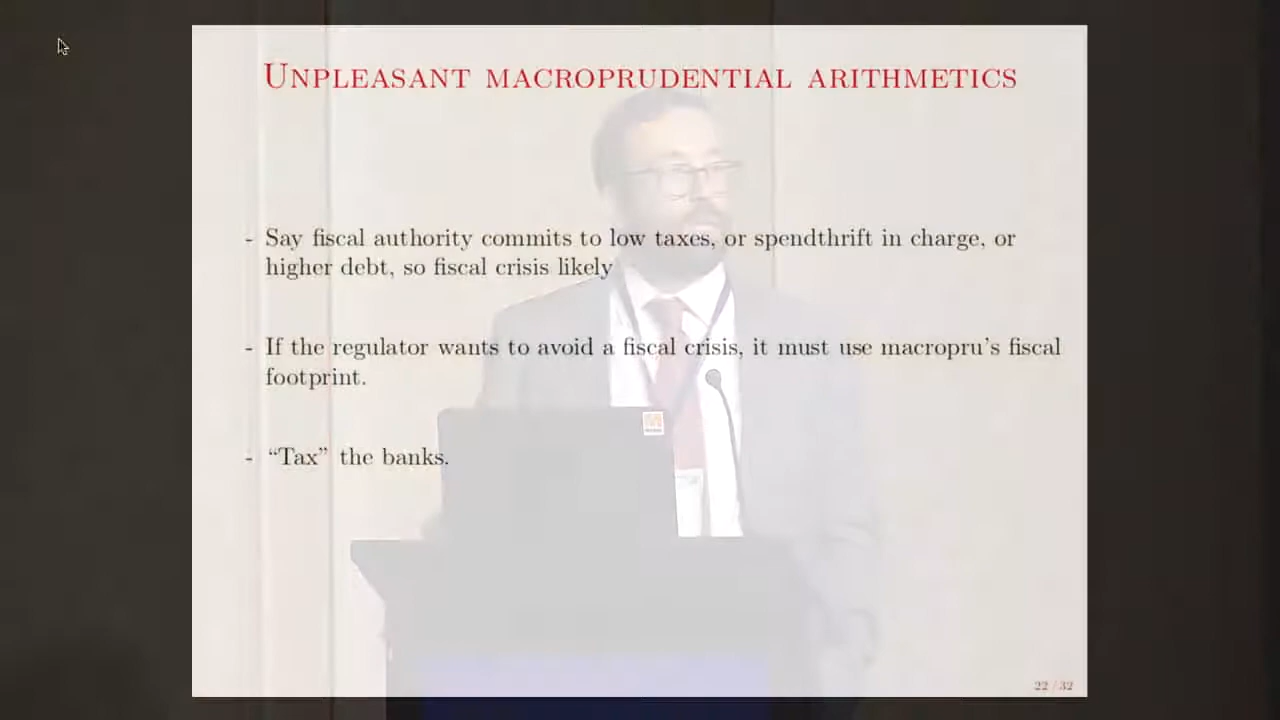 UNPLEASANT MACROPRUDENTIAL ARITHMETICS
- Say fiscal authority commits to low taxes, or spendthrift in charge, or
higher debt, so fiscal crisis likely
- If the regulator wants to avoid a fiscal crisis, it must use macropru's fiscal
footprint.
- “Tax” the banks.
22 / 32